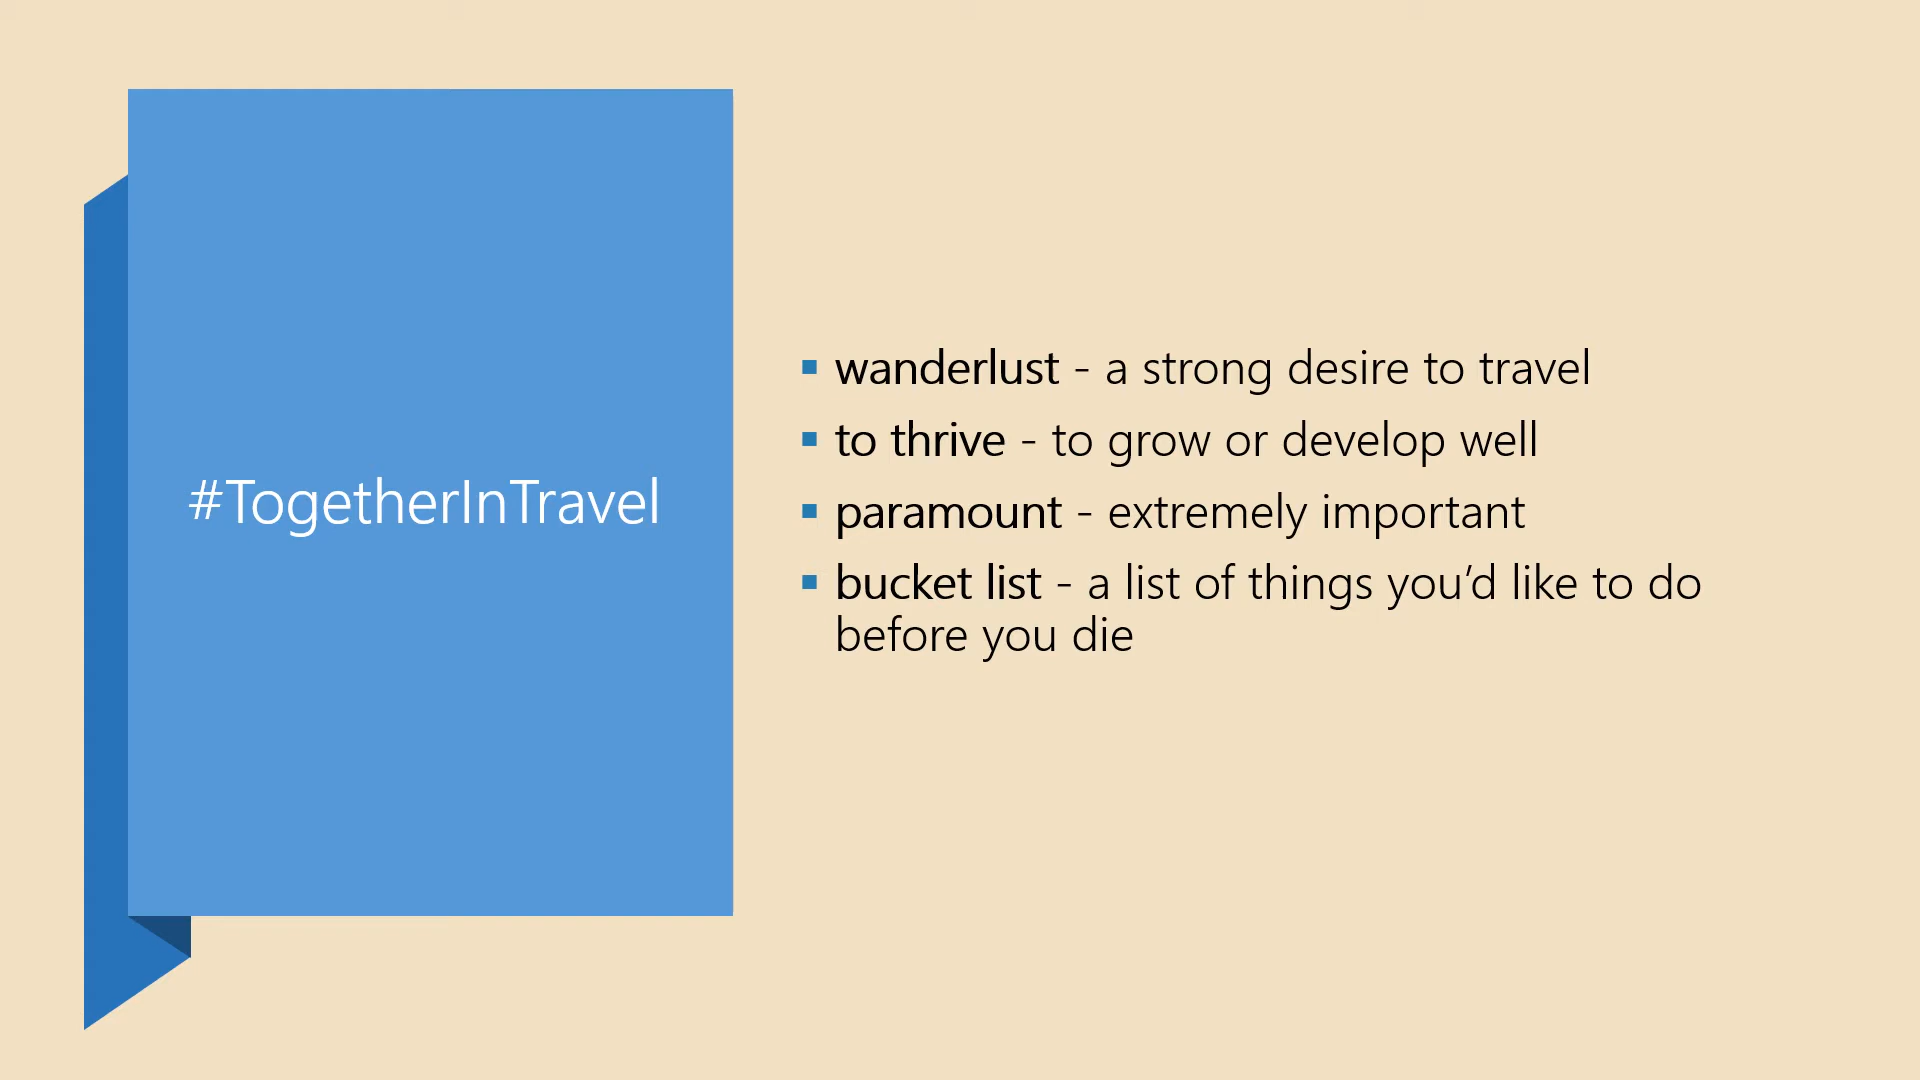 #TogetherInTravel
wanderlust - a strong desire to travel
to thrive - to grow or develop well
paramount - extremely important
bucket list - a list of things you’d like to do
before you die